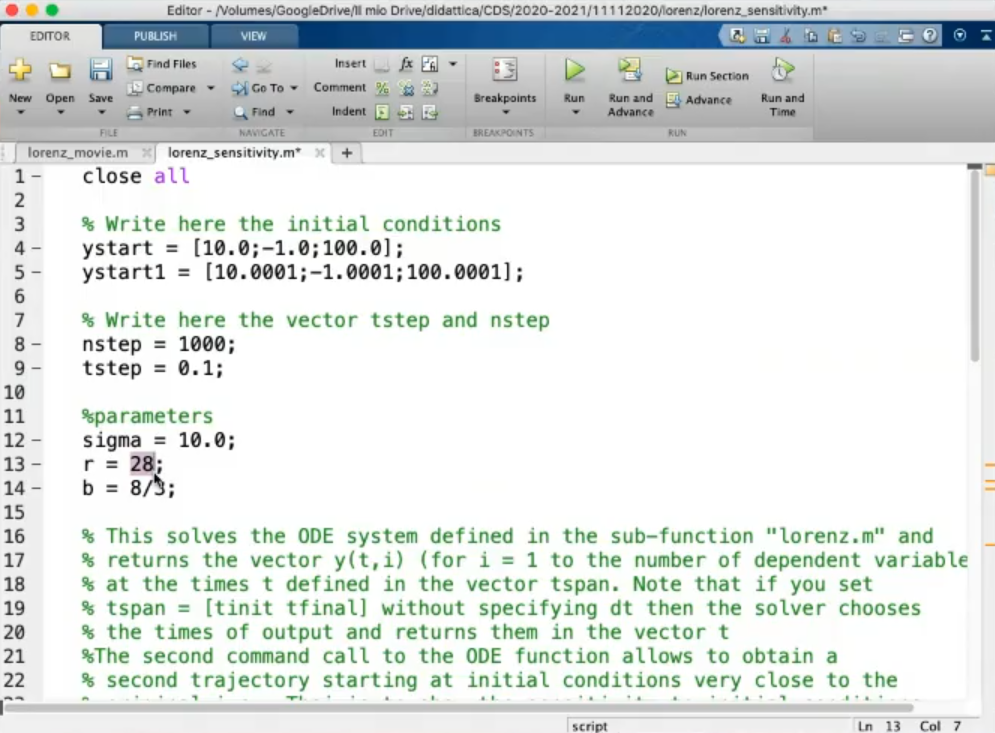 Editor - /Volumes/GoogleDrive/Il mio Drive/didattica/CDS/2020-2021/11112020/lorenz/lorenz_sensitivity.m*
EDITOR PUBLISH VIEW
Find Files Insert fx
Compare Go To Comment Run Section
New Open Save Print Find Indent Breakpoints Run Run and Advance Advance Run and Time
FILE NAVIGATE EDIT BREAKPOINTS RUN
lorenz_movie.m lorenz_sensitivity.m* +
1 – close all
2
3 % Write here the initial conditions
4 – ystart = [10.0;-1.0;100.0];
5 – ystart1 = [10.0001;-1.0001;100.0001];
6
7 % Write here the vector tstep and nstep
8 – nstep = 1000;
9 – tstep = 0.1;
10
11 %parameters
12 – sigma = 10.0;
13 – r = 28;
14 – b = 8/3;
15
16 % This solves the ODE system defined in the sub-function "lorenz.m" and
17 % returns the vector y(t,i) (for i = 1 to the number of dependent variable
18 % at the times t defined in the vector tspan. Note that if you set
19 % tspan = [tinit tfinal] without specifying dt then the solver chooses
20 % the times of output and returns them in the vector t
21 %The second command call to the ODE function allows to obtain a
22 % second trajectory starting at initial conditions very close to the
script Ln 13 Col 7